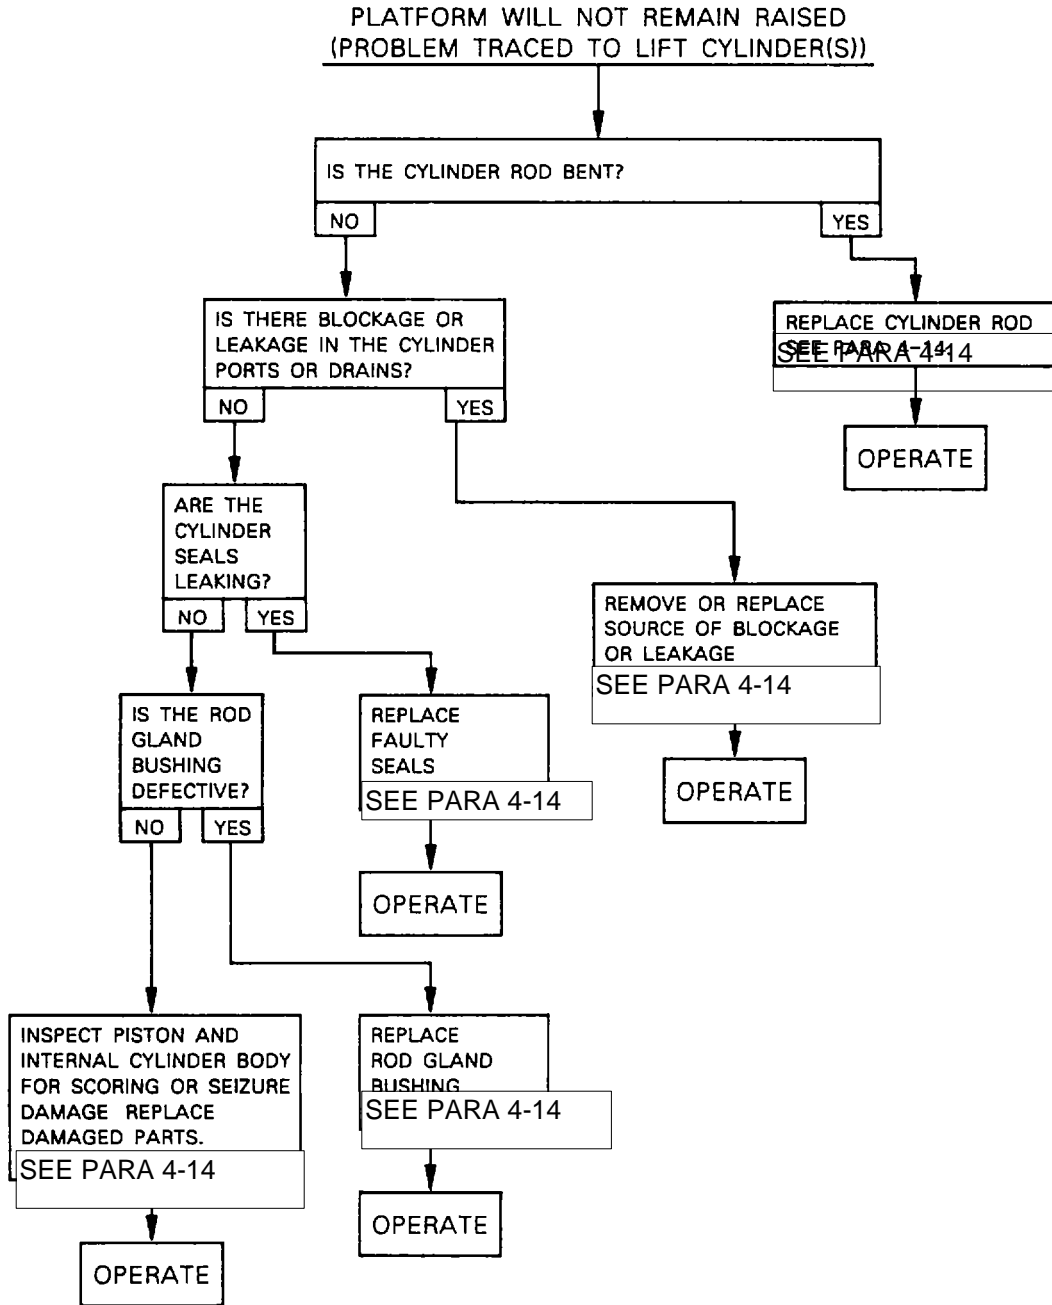 PLATFORM WILL NOT REMAIN RAISED
(PROBLEM TRACED TO LIFT CYLINDER(S))
IS THE CYLINDER ROD BENT?
NO
YES
IS THERE BLOCKAGE OR
LEAKAGE IN THE CYLINDER
PORTS OR DRAINS?
NO
YES
REPLACE CYLINDER ROD
SEE PARA 4-14
SEE PARA 4-14
OPERATE
ARE THE
CYLINDER
SEALS
LEAKING?
NO
YES
REMOVE OR REPLACE
SOURCE OF BLOCKAGE
OR LEAKAGE
SEE PARA 4-14
OPERATE
IS THE ROD
GLAND
BUSHING
DEFECTIVE?
NO
YES
REPLACE
FAULTY
SEALS
SEE PARA 4-14
OPERATE
INSPECT PISTON AND
INTERNAL CYLINDER BODY
FOR SCORING OR SEIZURE
DAMAGE REPLACE
DAMAGED PARTS.
SEE PARA 4-14
OPERATE
REPLACE
ROD GLAND
BUSHING
SEE PARA 4-14
OPERATE